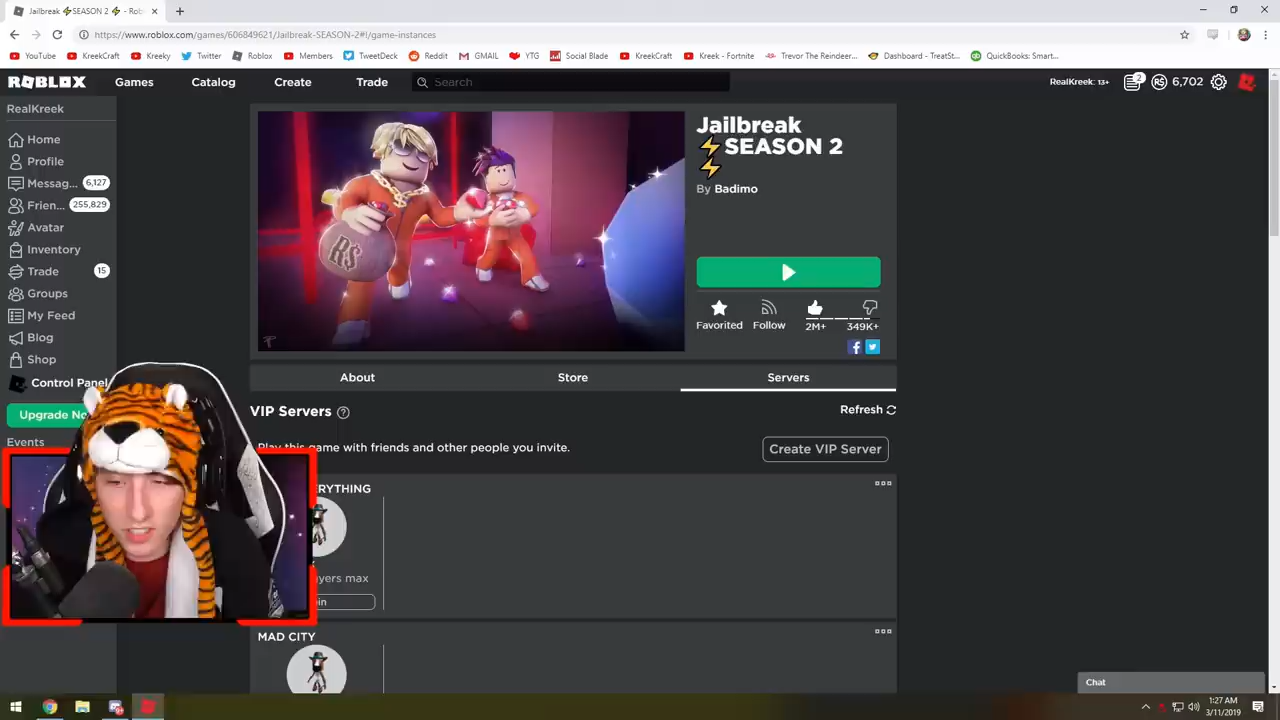 Jailbreak ⚡SEASON 2 ⚡ - Rob
https://www.roblox.com/games/606849621/Jailbreak-SEASON-2#!/game-instances
YouTube KreekCraft Kreeky Twitter Roblox Members TweetDeck Reddit GMAIL YTG Social Blade KreekCraft Kreek - Fortnite Trevor The Reindeer... Dashboard - TreatSt... QuickBooks: Smart...
ROBLOX Games Catalog Create Trade Search RealKreek: 13+ 2 6,702
RealKreek
Home
Profile
Messag... 6,127
Frien... 255,829
Avatar
Inventory
Trade 15
Groups
My Feed
Blog
Shop
Control Panel
Upgrade No
Events
R$
Jailbreak
⚡SEASON 2
⚡
By Badimo
Favorited Follow 2M+ 349K+
About Store Servers
VIP Servers Refresh
Play this game with friends and other people you invite. Create VIP Server
ERYTHING
yers max
in
MAD CITY
Chat
1:27 AM
3/11/2019